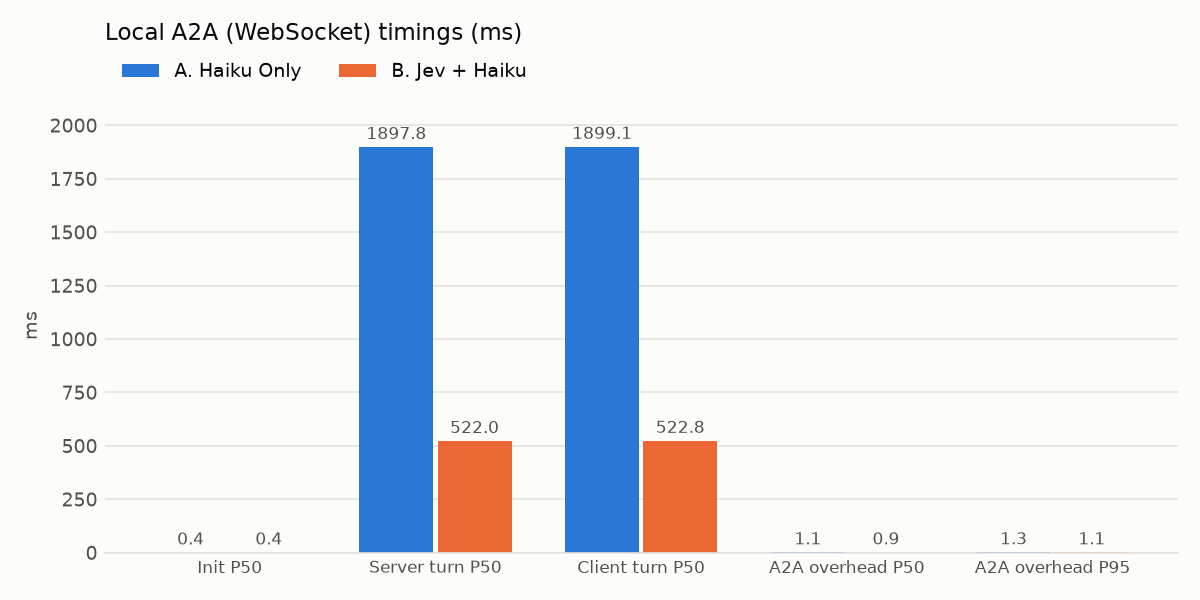 Local A2A (WebSocket) timings (ms)
A. Haiku Only B. Jev + Haiku
ms
2000
1750
1500
1250
1000
750
500
250
0
1897.8 1899.1
522.0 522.8
0.4 0.4 1.1 0.9 1.3 1.1
Init P50 Server turn P50 Client turn P50 A2A overhead P50 A2A overhead P95